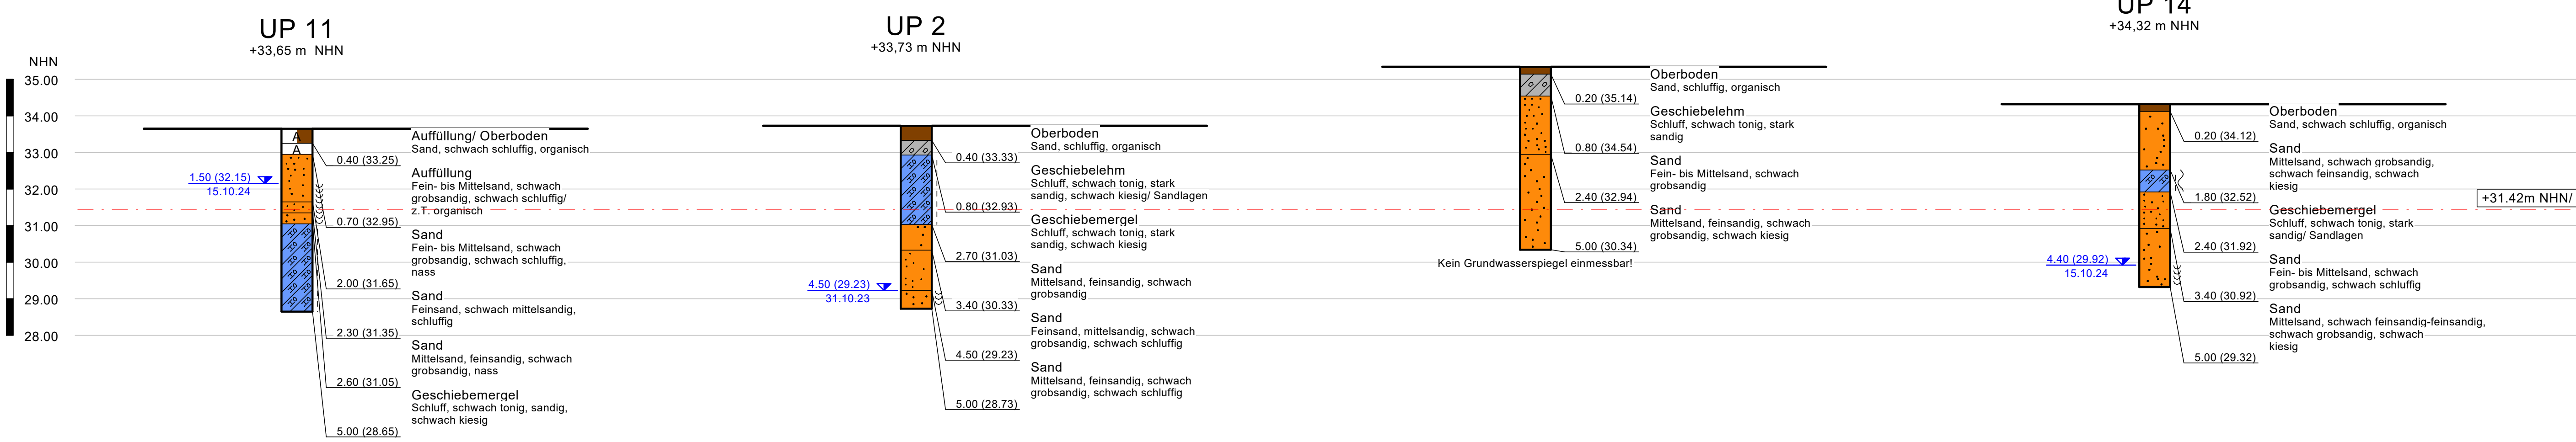 UP 11
+33,65 m  NHN
NHN
35.00
34.00
33.00
32.00
31.00
30.00
29.00
28.00
A
A
1.50 (32.15)
15.10.24
0.40 (33.25)
0.70 (32.95)
2.00 (31.65)
2.30 (31.35)
2.60 (31.05)
5.00 (28.65)
Auffüllung/ Oberboden
Sand, schwach schluffig, organisch
Auffüllung
Fein- bis Mittelsand, schwach
grobsandig, schwach schluffig/
z.T. organisch
Sand
Fein- bis Mittelsand, schwach
grobsandig, schwach schluffig,
nass
Sand
Feinsand, schwach mittelsandig,
schluffig
Sand
Mittelsand, feinsandig, schwach
grobsandig, nass
Geschiebemergel
Schluff, schwach tonig, sandig,
schwach kiesig
UP 2
+33,73 m NHN
4.50 (29.23)
31.10.23
0.40 (33.33)
0.80 (32.93)
2.70 (31.03)
3.40 (30.33)
4.50 (29.23)
5.00 (28.73)
Oberboden
Sand, schluffig, organisch
Geschiebelehm
Schluff, schwach tonig, stark
sandig, schwach kiesig/ Sandlagen
Geschiebemergel
Schluff, schwach tonig, stark
sandig, schwach kiesig
Sand
Mittelsand, feinsandig, schwach
grobsandig
Sand
Feinsand, mittelsandig, schwach
grobsandig, schwach schluffig
Sand
Mittelsand, feinsandig, schwach
grobsandig, schwach schluffig
0.20 (35.14)
0.80 (34.54)
2.40 (32.94)
5.00 (30.34)
Kein Grundwasserspiegel einmessbar!
Oberboden
Sand, schluffig, organisch
Geschiebelehm
Schluff, schwach tonig, stark
sandig
Sand
Fein- bis Mittelsand, schwach
grobsandig
Sand
Mittelsand, feinsandig, schwach
grobsandig, schwach kiesig
UP 14
+34,32 m NHN
4.40 (29.92)
15.10.24
0.20 (34.12)
1.80 (32.52)
2.40 (31.92)
3.40 (30.92)
5.00 (29.32)
Oberboden
Sand, schwach schluffig, organisch
Sand
Mittelsand, schwach grobsandig,
schwach feinsandig, schwach
kiesig
Geschiebemergel
Schluff, schwach tonig, stark
sandig/ Sandlagen
Sand
Fein- bis Mittelsand, schwach
grobsandig, schwach schluffig
Sand
Mittelsand, schwach feinsandig-feinsandig,
schwach grobsandig, schwach
kiesig
+31.42m NHN/